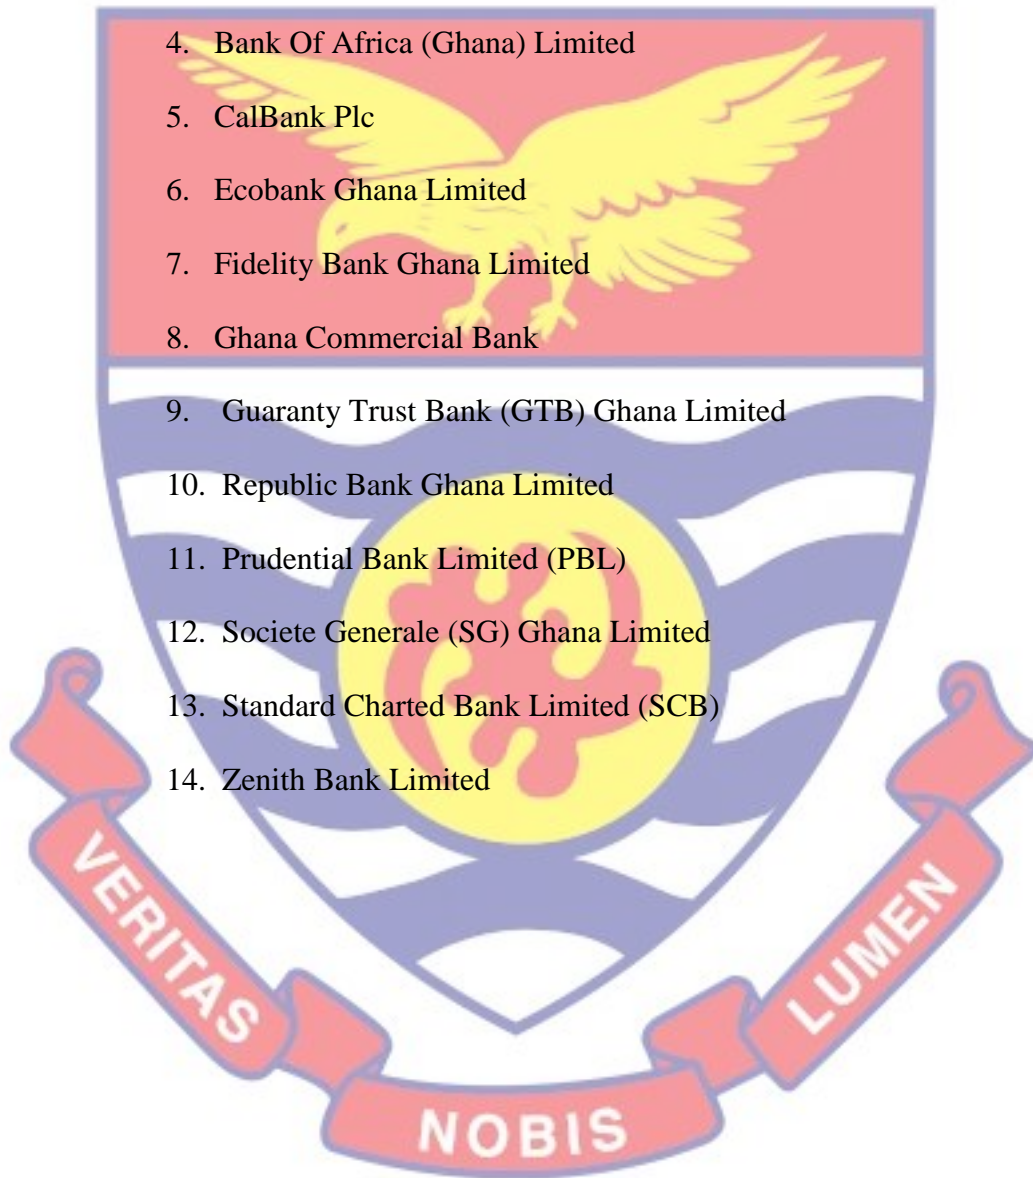 4. Bank Of Africa (Ghana) Limited
5. CalBank Plc
6. Ecobank Ghana Limited
7. Fidelity Bank Ghana Limited
8. Ghana Commercial Bank
9. Guaranty Trust Bank (GTB) Ghana Limited
10. Republic Bank Ghana Limited
11. Prudential Bank Limited (PBL)
12. Societe Generale (SG) Ghana Limited
13. Standard Charted Bank Limited (SCB)
14. Zenith Bank Limited
VERITAS
NOBIS
LUMEN